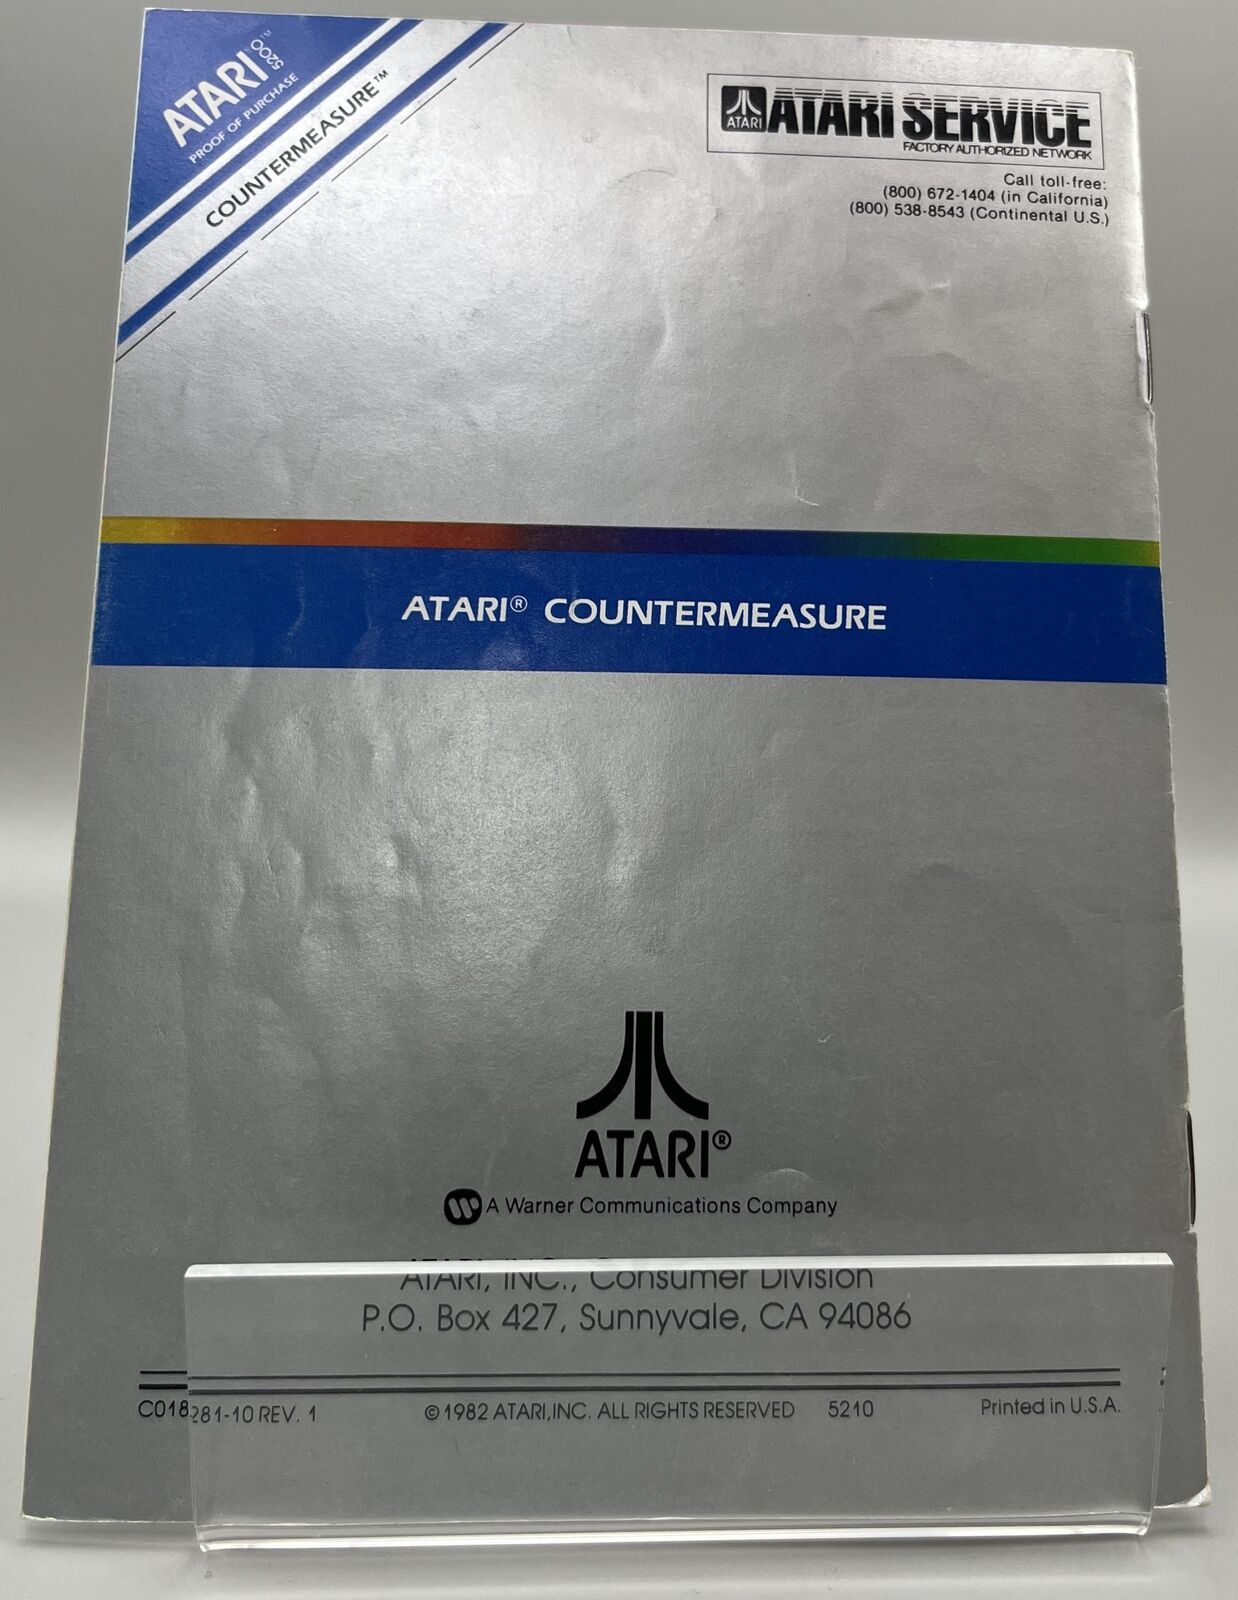 ATARI® 5200™
PROOF OF PURCHASE
COUNTERMEASURE™
ATARI
ATARI SERVICE
FACTORY AUTHORIZED NETWORK
Call toll-free:
(800) 672-1404 (in California)
(800) 538-8543 (Continental U.S.)
ATARI® COUNTERMEASURE
ATARI®
A Warner Communications Company
ATARI, INC., Consumer Division
P.O. Box 427, Sunnyvale, CA 94086
C018281-10 REV. 1 ©1982 ATARI, INC. ALL RIGHTS RESERVED 5210 Printed in U.S.A.